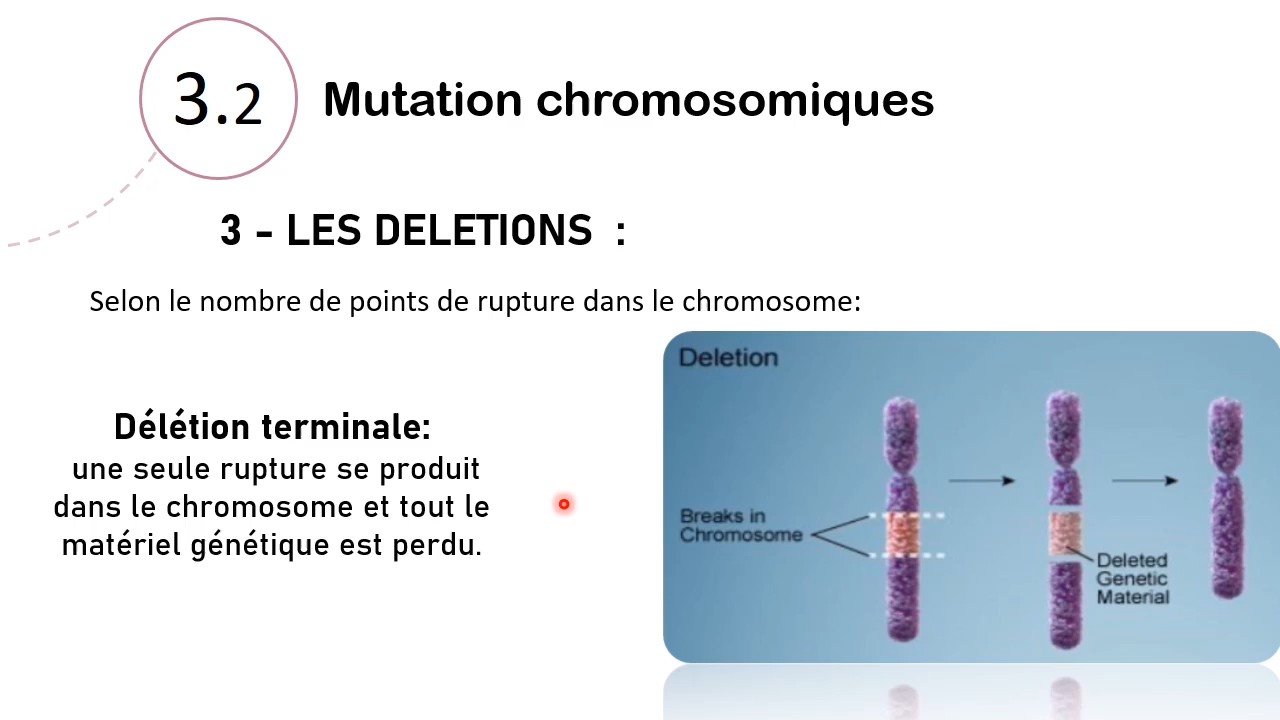 3.2
Mutation chromosomiques
3 - LES DELETIONS :
Selon le nombre de points de rupture dans le chromosome:
Délétion terminale:
une seule rupture se produit
dans le chromosome et tout le
matériel génétique est perdu.
Deletion
Breaks in
Chromosome
Deleted
Genetic
Material